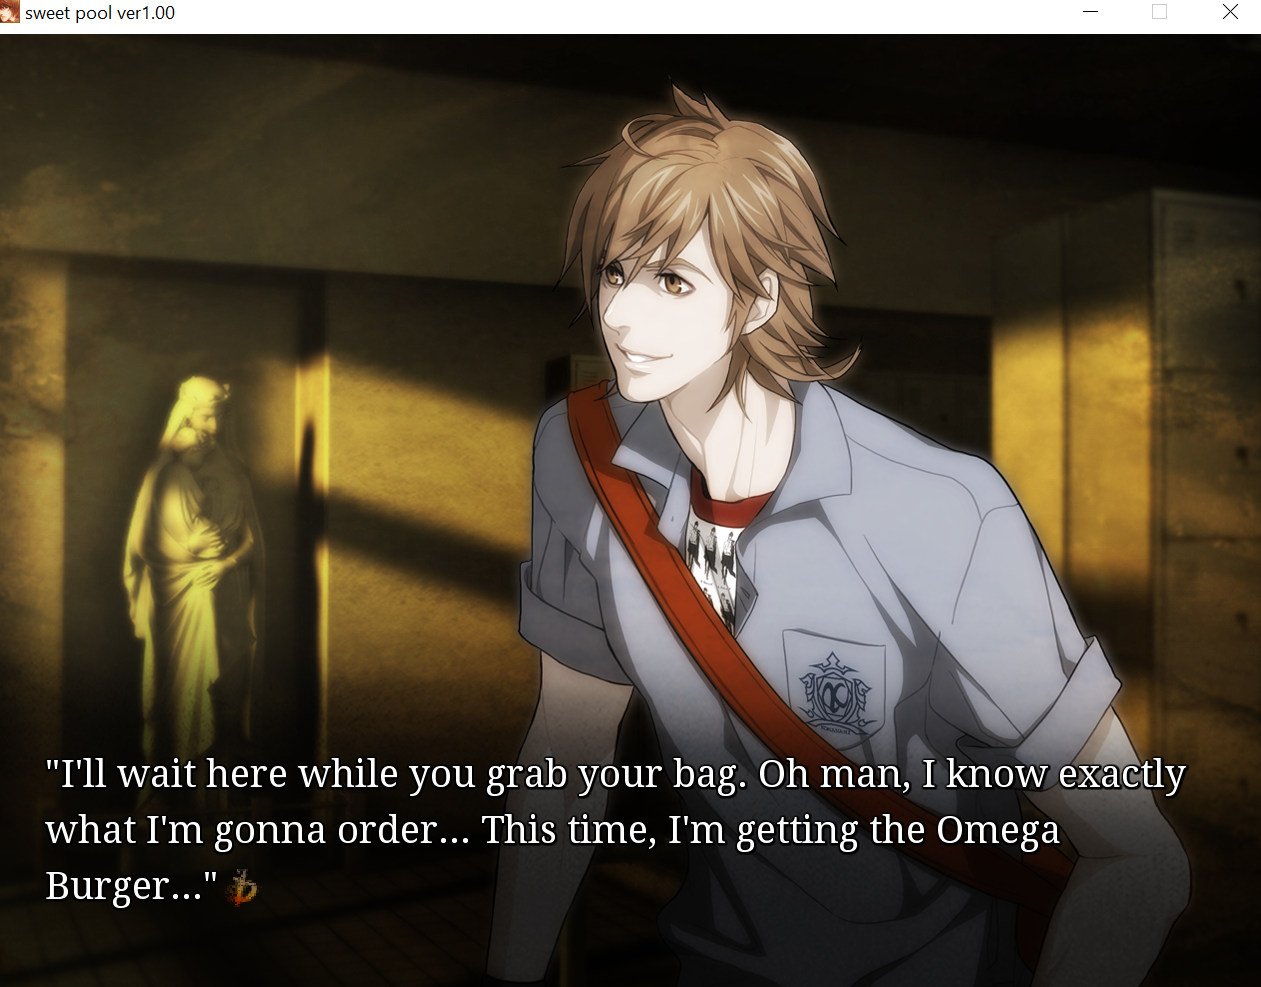 sweet pool ver1.00
"I'll wait here while you grab your bag. Oh man, I know exactly
what I'm gonna order... This time, I'm getting the Omega
Burger..."